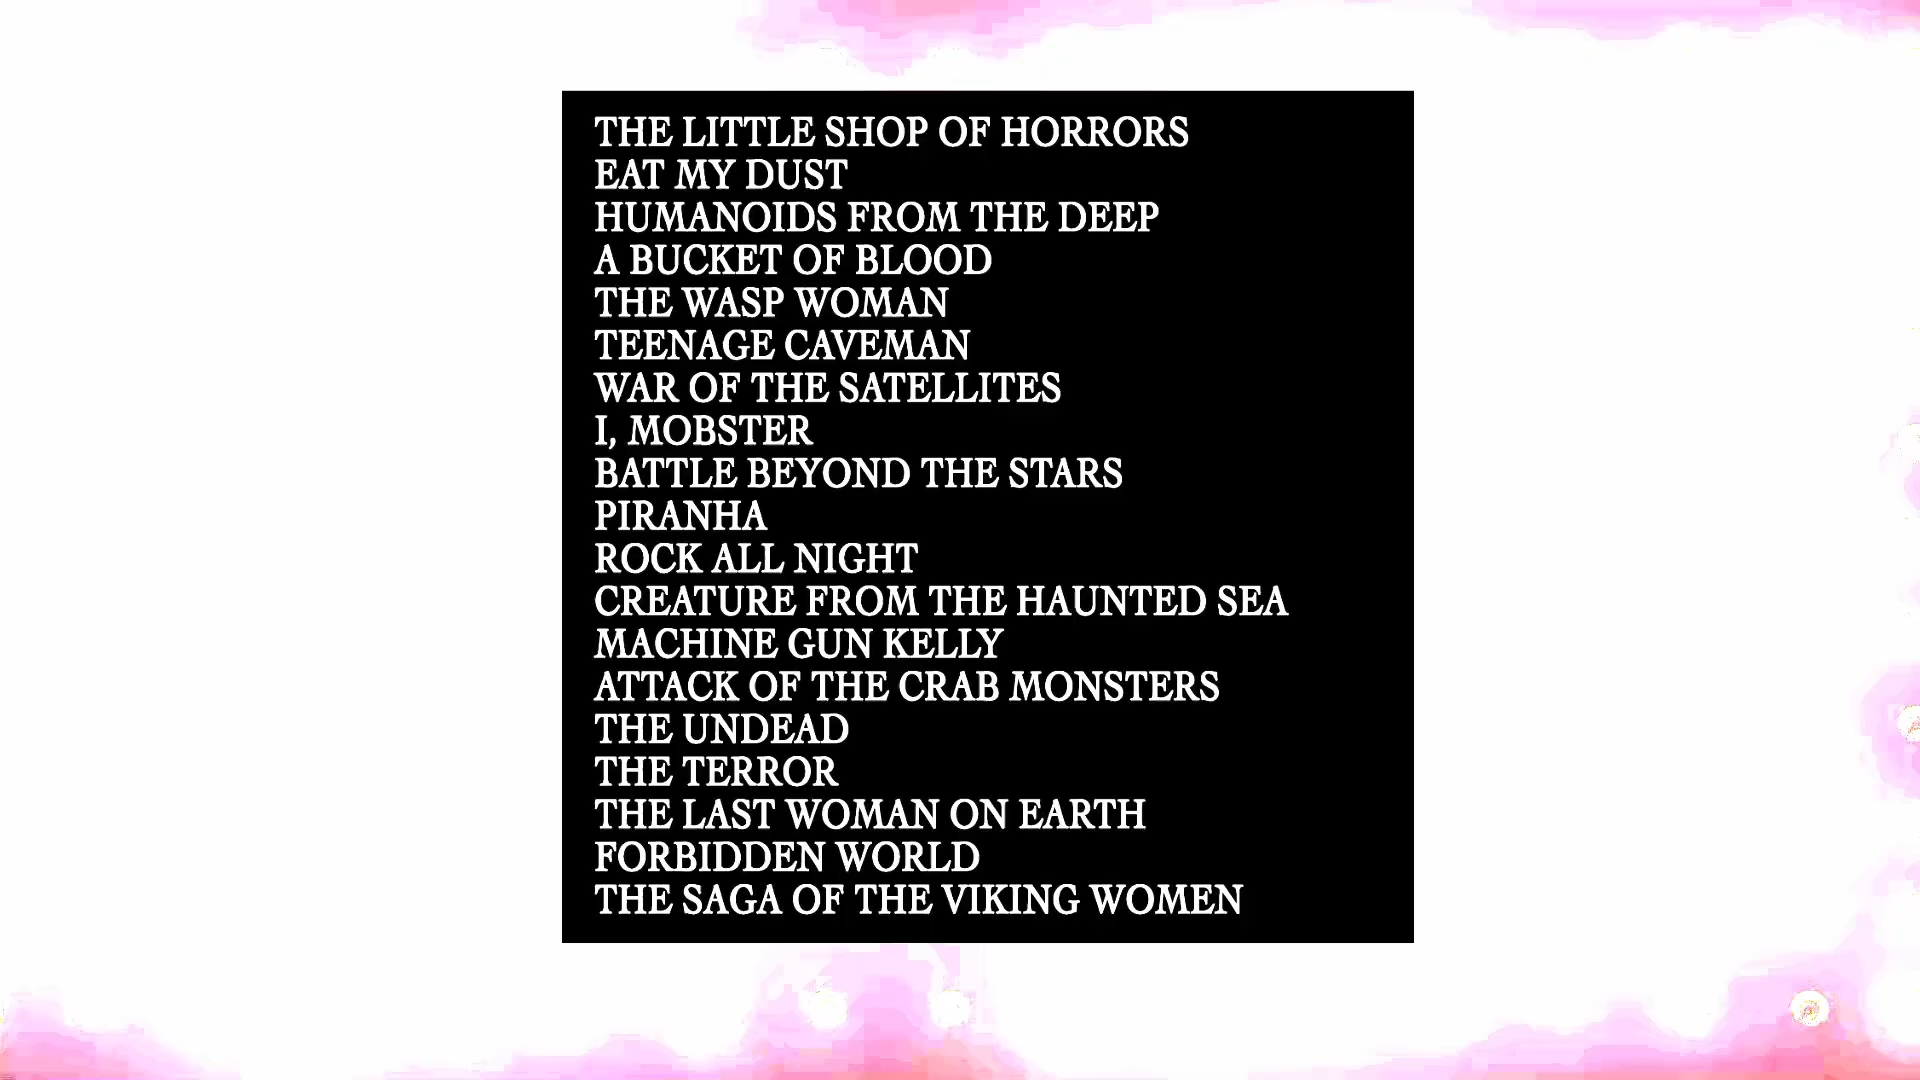 THE LITTLE SHOP OF HORRORS
EAT MY DUST
HUMANOIDS FROM THE DEEP
A BUCKET OF BLOOD
THE WASP WOMAN
TEENAGE CAVEMAN
WAR OF THE SATELLITES
I, MOBSTER
BATTLE BEYOND THE STARS
PIRANHA
ROCK ALL NIGHT
CREATURE FROM THE HAUNTED SEA
MACHINE GUN KELLY
ATTACK OF THE CRAB MONSTERS
THE UNDEAD
THE TERROR
THE LAST WOMAN ON EARTH
FORBIDDEN WORLD
THE SAGA OF THE VIKING WOMEN